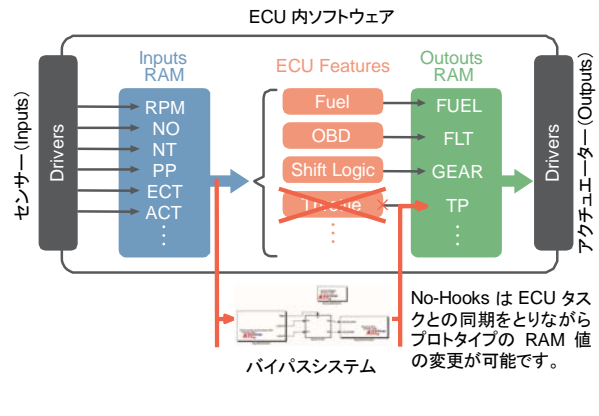 ECU 内ソフトウェア
センサー(Inputs)
Drivers
Inputs
RAM
RPM
NO
NT
PP
ECT
ACT
ECU Features
Fuel
OBD
Shift Logic
Outouts
RAM
FUEL
FLT
GEAR
TP
Drivers
アクチュエーター(Outputs)
バイパスシステム
No-Hooks は ECU タス
クとの同期をとりながら
プロトタイプの RAM 値
の変更が可能です。